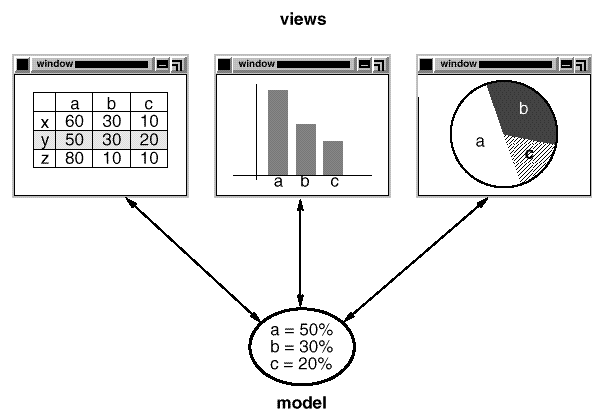 views
window
window
window
a b c
x 60 30 10
y 50 30 20
z 80 10 10
a b c
a
b
c
a = 50%
b = 30%
c = 20%
model